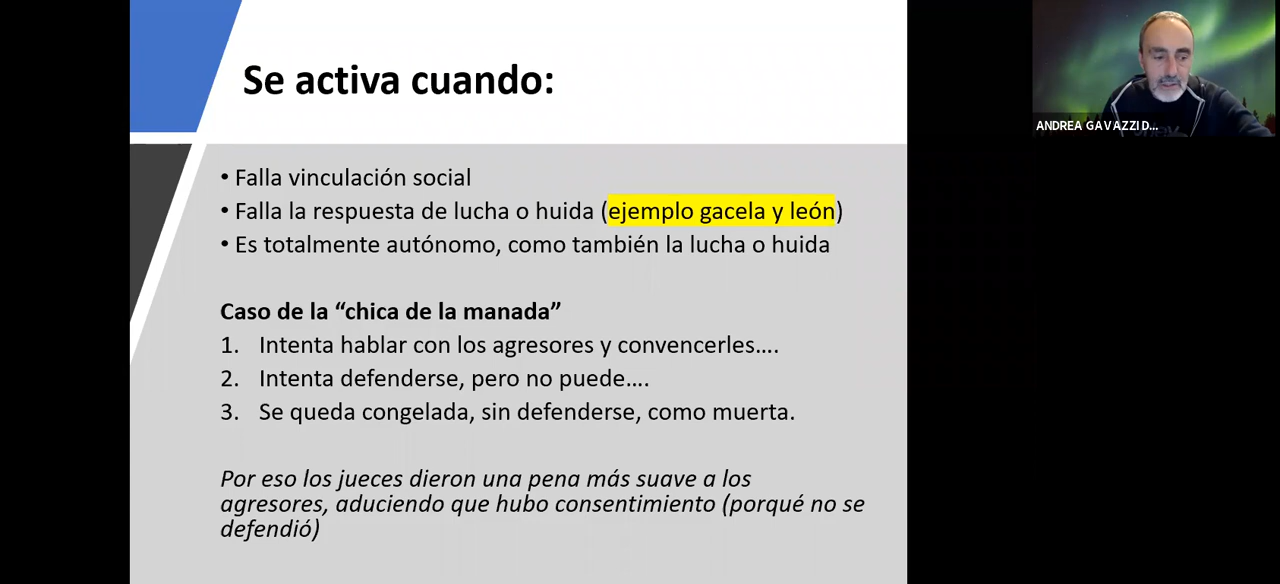 Se activa cuando:
ANDREA GAVAZZI D...
• Falla vinculación social
• Falla la respuesta de lucha o huida (ejemplo gacela y león)
• Es totalmente autónomo, como también la lucha o huida
Caso de la “chica de la manada”
1. Intenta hablar con los agresores y convencerles....
2. Intenta defenderse, pero no puede....
3. Se queda congelada, sin defenderse, como muerta.
Por eso los jueces dieron una pena más suave a los
agresores, aduciendo que hubo consentimiento (porqué no se
defendió)